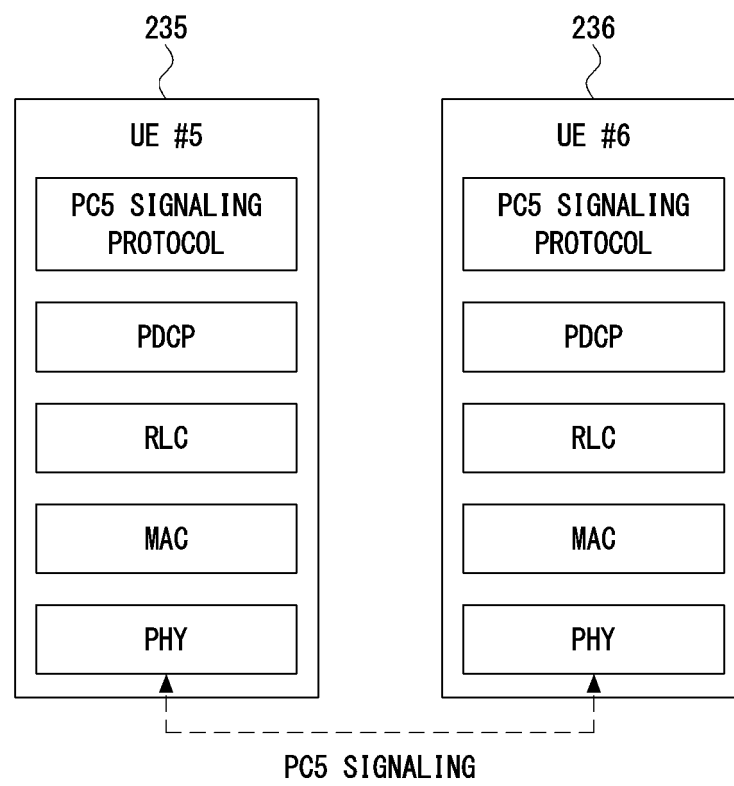 235
236
UE #5
UE #6
PC5 SIGNALING
PROTOCOL
PC5 SIGNALING
PROTOCOL
PDCP
PDCP
RLC
RLC
MAC
MAC
PHY
PHY
PC5 SIGNALING